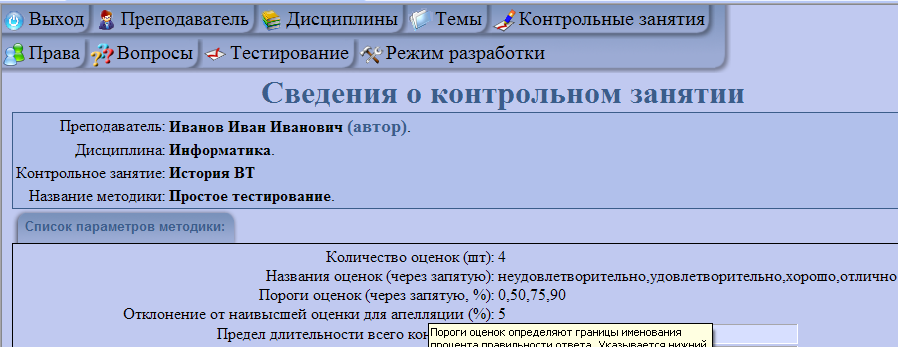 Выход Преподаватель Дисциплины Темы Контрольные занятия
Права Вопросы Тестирование Режим разработки
Сведения о контрольном занятии
Преподаватель: Иванов Иван Иванович (автор).
Дисциплина: Информатика.
Контрольное занятие: История ВТ
Название методики: Простое тестирование.
Список параметров методики:
Количество оценок (шт): 4
Названия оценок (через запятую): неудовлетворительно,удовлетворительно,хорошо,отлично
Пороги оценок (через запятую, %): 0,50,75,90
Отклонение от наивысшей оценки для апелляции (%): 5
Предел длительности всего кон
Пороги оценок определяют границы именования
процента правильности ответа. Указывается нижний